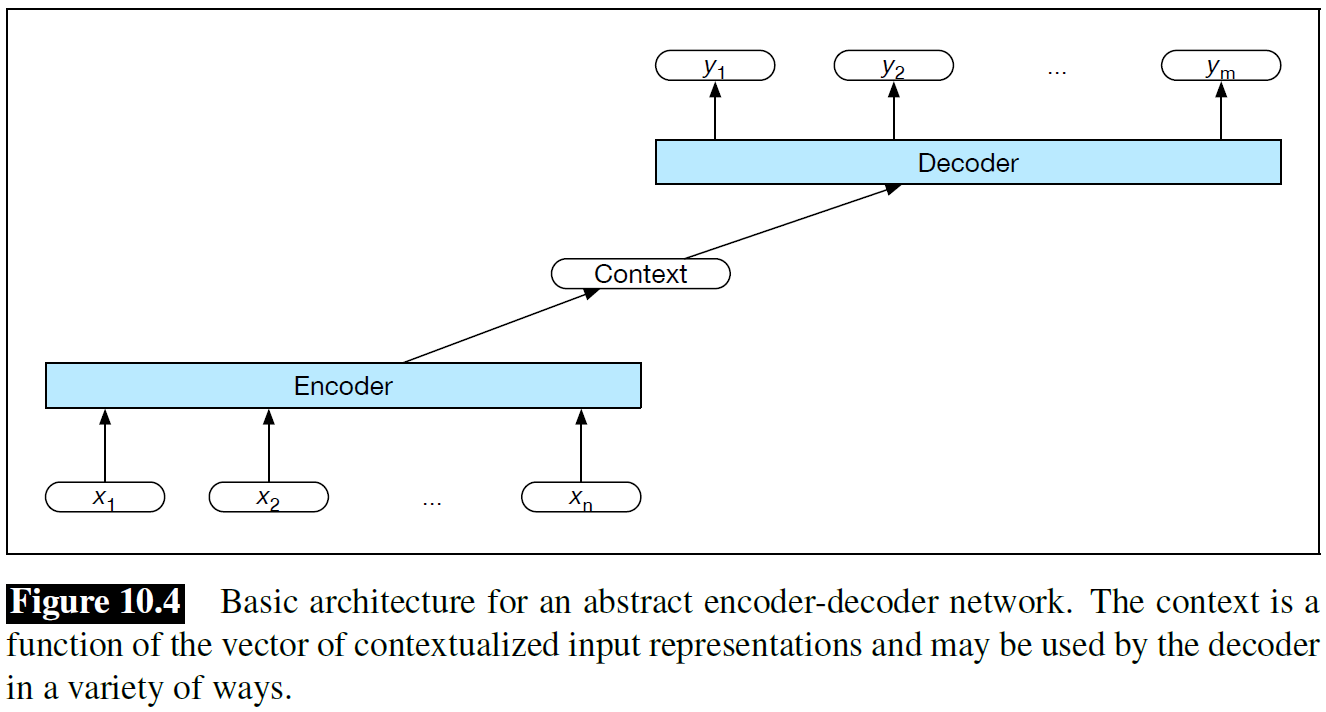 y1 y2 ... ym
Decoder
Context
Encoder
x1 x2 ... xn
Figure 10.4 Basic architecture for an abstract encoder-decoder network. The context is a
function of the vector of contextualized input representations and may be used by the decoder
in a variety of ways.